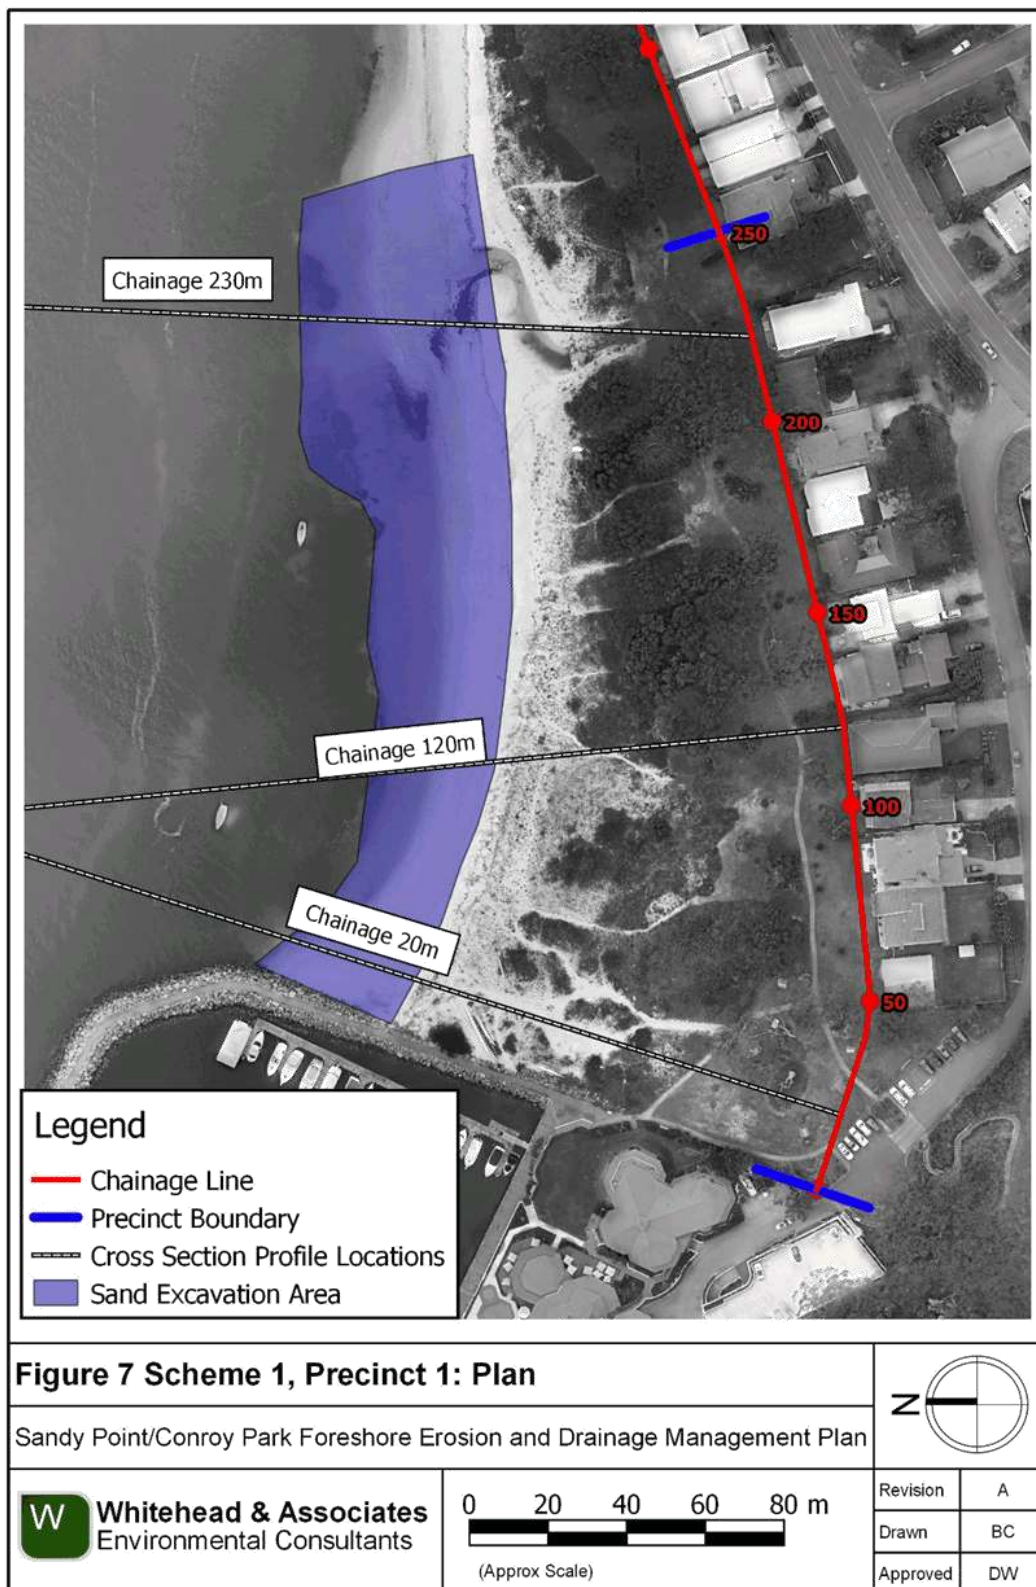 250
Chainage 230m
200
150
Chainage 120m
100
Chainage 20m
50
Legend
Chainage Line
Precinct Boundary
Cross Section Profile Locations
Sand Excavation Area
Figure 7 Scheme 1, Precinct 1: Plan
Sandy Point/Conroy Park Foreshore Erosion and Drainage Management Plan
N
W
Whitehead & Associates
Environmental Consultants
0 20 40 60 80 m
(Approx Scale)
Revision A
Drawn BC
Approved DW